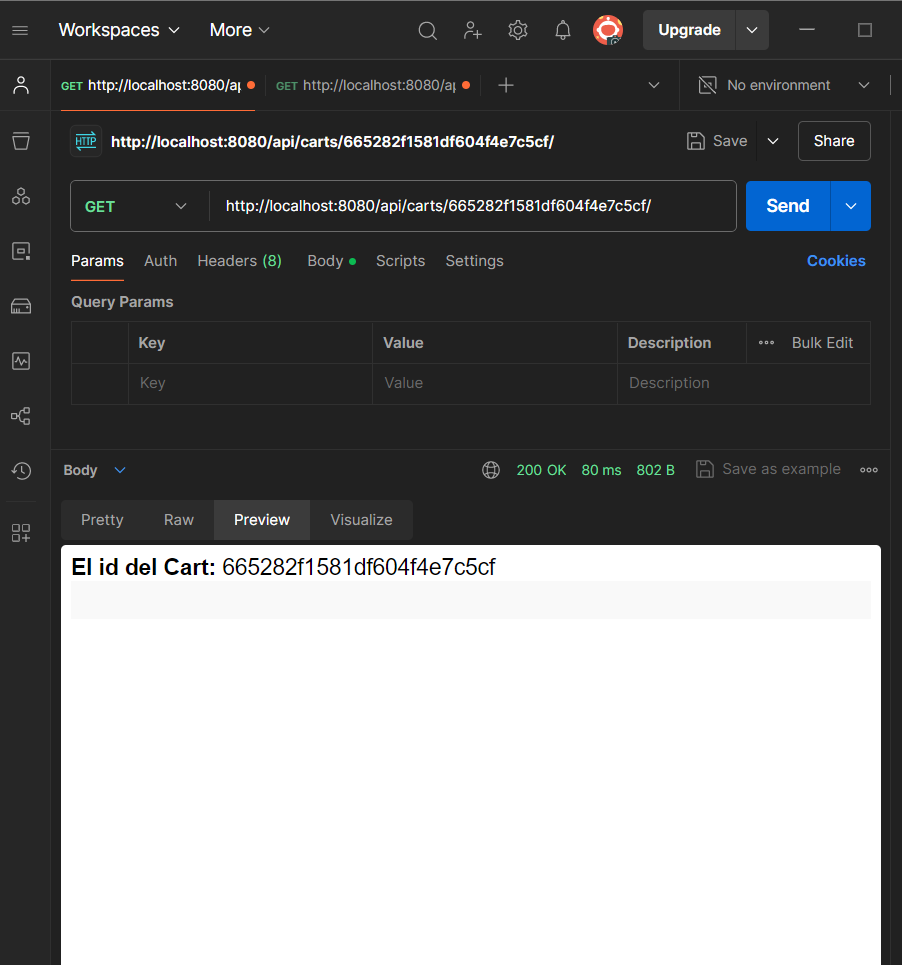 Workspaces More Upgrade
GET http://localhost:8080/ap GET http://localhost:8080/ap No environment
HTTP http://localhost:8080/api/carts/665282f1581df604f4e7c5cf/ Save Share
GET http://localhost:8080/api/carts/665282f1581df604f4e7c5cf/ Send
Params Auth Headers (8) Body Scripts Settings Cookies
Query Params
Key Value Description Bulk Edit
Key Value Description
Body 200 OK 80 ms 802 B Save as example
Pretty Raw Preview Visualize
El id del Cart: 665282f1581df604f4e7c5cf